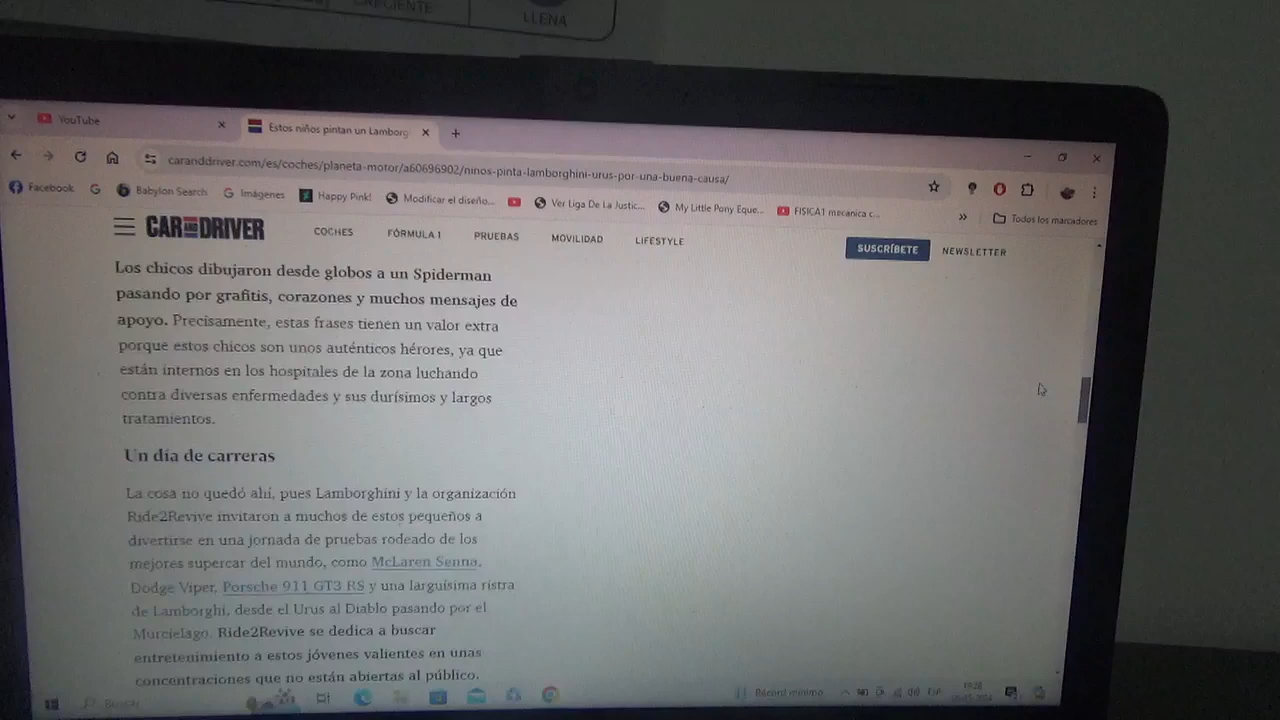 CRECIENTE
LLENA
YouTube
Estos niños pintan un Lamborg
caranddriver.com/es/coches/planeta-motor/a60696902/ninos-pinta-lamborghini-urus-por-una-buena-causa/
Facebook
G
Babylon Search
Imágenes
Happy Pink!
Modificar el diseño...
Ver Liga De La Justic...
My Little Pony Eque...
FISICA1 mecanica c...
»
Todos los marcadores
CAR AND DRIVER
COCHES
FÓRMULA 1
PRUEBAS
MOVILIDAD
LIFESTYLE
SUSCRÍBETE
NEWSLETTER
Los chicos dibujaron desde globos a un Spiderman
pasando por grafitis, corazones y muchos mensajes de
apoyo. Precisamente, estas frases tienen un valor extra
porque estos chicos son unos auténticos hérores, ya que
están internos en los hospitales de la zona luchando
contra diversas enfermedades y sus durísimos y largos
tratamientos.
Un día de carreras
La cosa no quedó ahí, pues Lamborghini y la organización
Ride2Revive invitaron a muchos de estos pequeños a
divertirse en una jornada de pruebas rodeado de los
mejores supercar del mundo, como McLaren Senna,
Dodge Viper, Porsche 911 GT3 RS y una larguísima ristra
de Lamborghi, desde el Urus al Diablo pasando por el
Murcielago. Ride2Revive se dedica a buscar
entretenimiento a estos jóvenes valientes en unas
concentraciones que no están abiertas al público.
Buscar
Récord mínimo
ESP